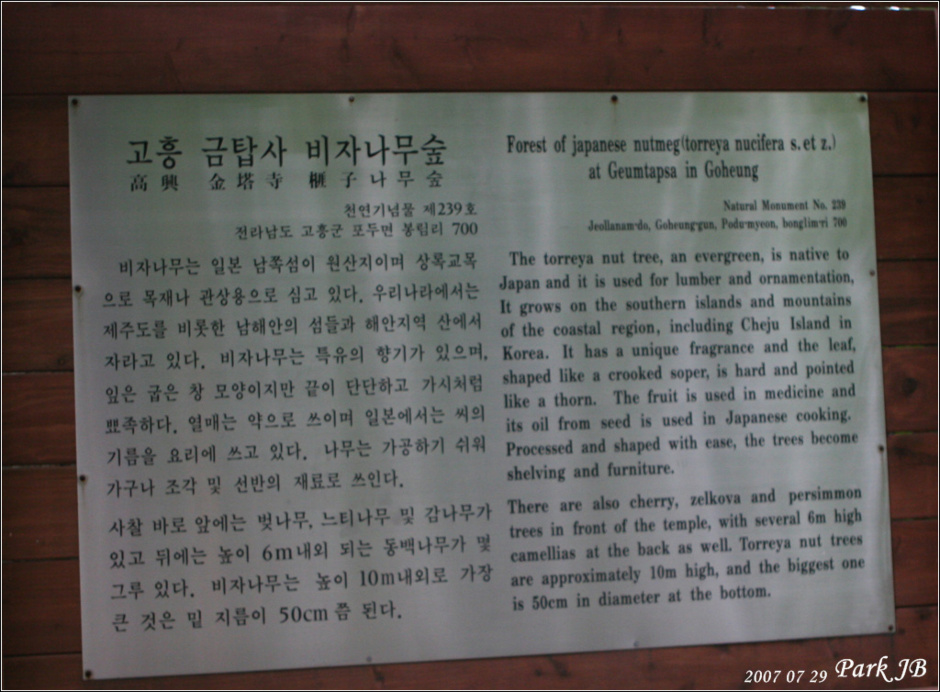 고흥 금탑사 비자나무숲
高興 金塔寺 榧子나무숲
천연기념물 제239호
전라남도 고흥군 포두면 봉림리 700
비자나무는 일본 남쪽섬이 원산지이며 상록교목
으로 목재나 관상용으로 심고 있다. 우리나라에서는
제주도를 비롯한 남해안의 섬들과 해안지역 산에서
자라고 있다. 비자나무는 특유의 향기가 있으며,
잎은 굽은 창 모양이지만 끝이 단단하고 가시처럼
뾰족하다. 열매는 약으로 쓰이며 일본에서는 씨의
기름을 요리에 쓰고 있다. 나무는 가공하기 쉬워
가구나 조각 및 선반의 재료로 쓰인다.
사찰 바로 앞에는 벚나무, 느티나무 및 감나무가
있고 뒤에는 높이 6m내외 되는 동백나무가 몇
그루 있다. 비자나무는 높이 10m내외로 가장
큰 것은 밑 지름이 50cm쯤 된다.
Forest of japanese nutmeg(torreya nucifera s. et z.)
at Geumtapsa in Goheung
Natural Monument No. 239
Jeollanam-do, Goheung-gun, Podu-myeon, bonglim-ri 700
The torreya nut tree, an evergreen, is native to
Japan and it is used for lumber and ornamentation,
It grows on the southern islands and mountains
of the coastal region, including Cheju Island in
Korea. It has a unique fragrance and the leaf,
shaped like a crooked soper, is hard and pointed
like a thorn. The fruit is used in medicine and
its oil from seed is used in Japanese cooking.
Processed and shaped with ease, the trees become
shelving and furniture.
There are also cherry, zelkova and persimmon
trees in front of the temple, with several 6m high
camellias at the back as well. Torreya nut trees
are approximately 10m high, and the biggest one
is 50cm in diameter at the bottom.
2007 07 29 Park JB